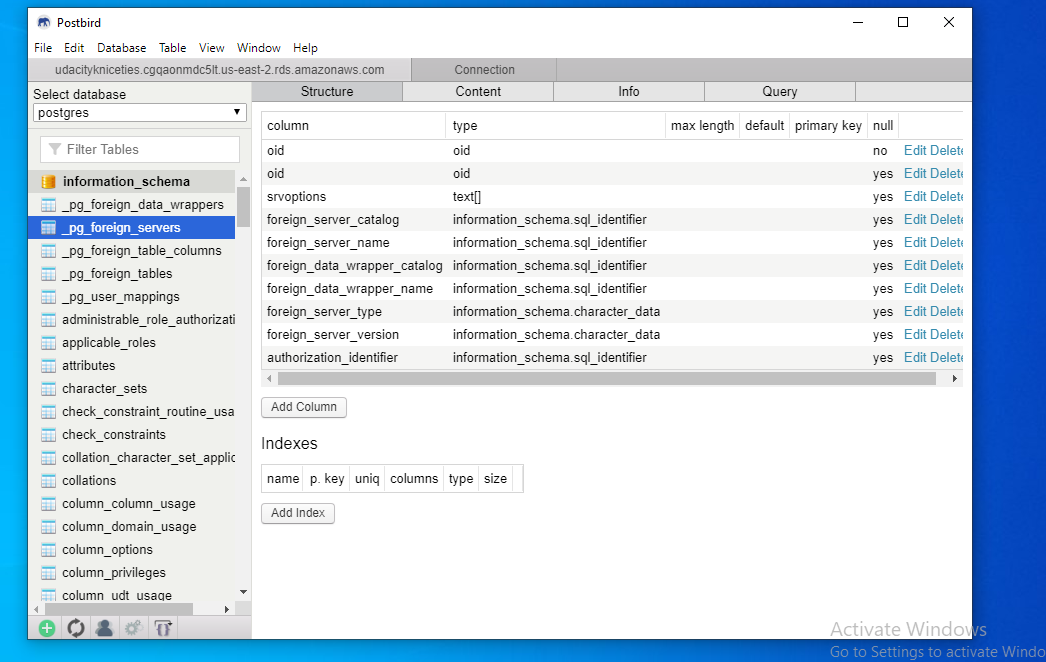 Postbird
File Edit Database Table View Window Help
udacitykniceties.cgqaonmdc5lt.us-east-2.rds.amazonaws.com Connection
Select database
postgres
Filter Tables
information_schema
_pg_foreign_data_wrappers
_pg_foreign_servers
_pg_foreign_table_columns
_pg_foreign_tables
_pg_user_mappings
administrable_role_authorizati
applicable_roles
attributes
character_sets
check_constraint_routine_usa
check_constraints
collation_character_set_applic
collations
column_column_usage
column_domain_usage
column_options
column_privileges
column_udt_usage
Structure Content Info Query
column type max length default primary key null
oid oid no Edit Delete
oid oid yes Edit Delete
srvoptions text[] yes Edit Delete
foreign_server_catalog information_schema.sql_identifier yes Edit Delete
foreign_server_name information_schema.sql_identifier yes Edit Delete
foreign_data_wrapper_catalog information_schema.sql_identifier yes Edit Delete
foreign_data_wrapper_name information_schema.sql_identifier yes Edit Delete
foreign_server_type information_schema.character_data yes Edit Delete
foreign_server_version information_schema.character_data yes Edit Delete
authorization_identifier information_schema.sql_identifier yes Edit Delete
Add Column
Indexes
name p. key uniq columns type size
Add Index
Activate Windows
Go to Settings to activate Windo